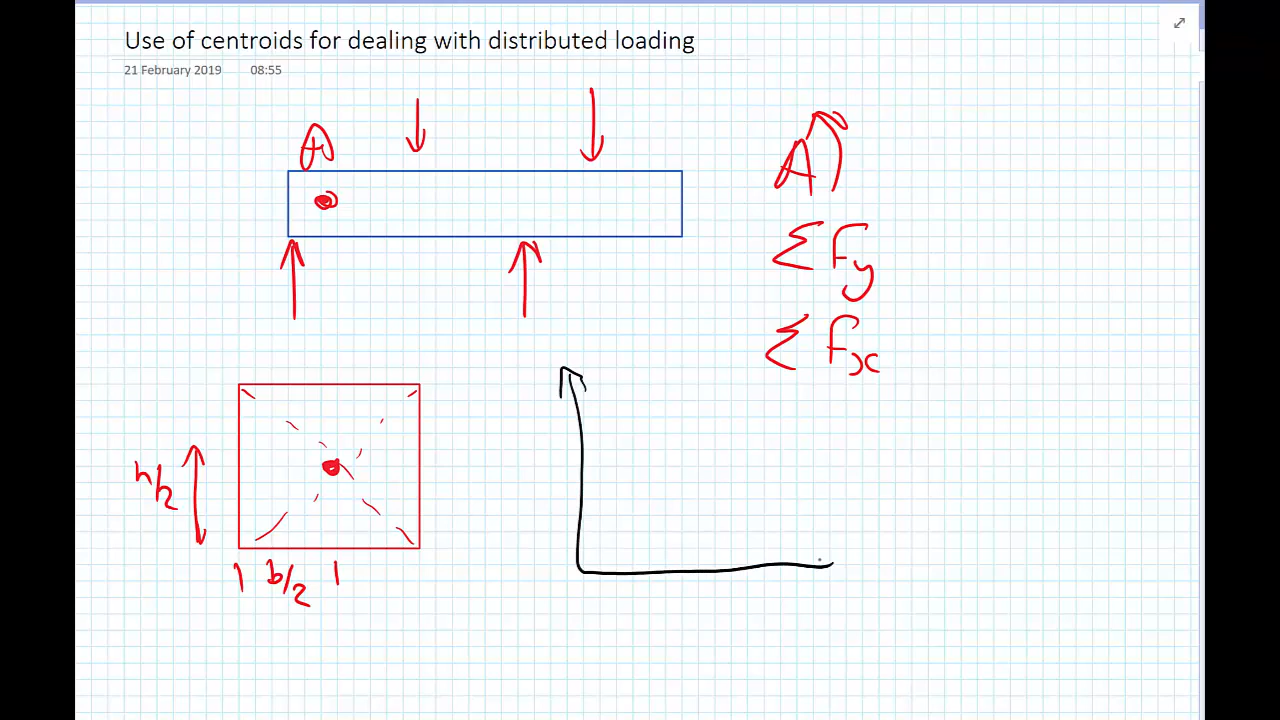 Use of centroids for dealing with distributed loading
21 February 2019 08:55
A
A
ΣFy
ΣFx
h/2
b/2